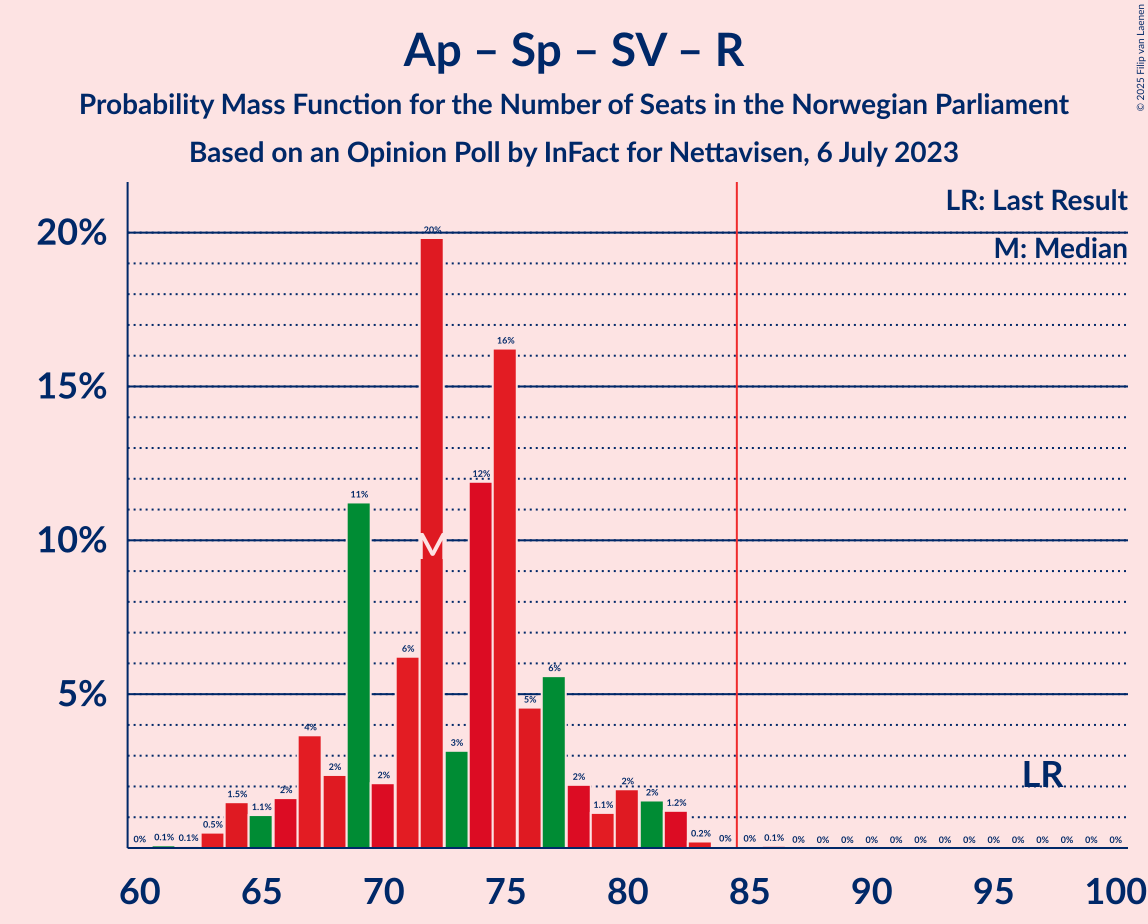 Ap – Sp – SV – R
Probability Mass Function for the Number of Seats in the Norwegian Parliament
Based on an Opinion Poll by InFact for Nettavisen, 6 July 2023
© 2025 Filip van Laenen
LR: Last Result
M: Median
20%
15%
10%
5%
0% 0.1% 0.1% 0.5% 1.5% 1.1% 2% 4% 2% 11% 2% 6% 20% 3% 12% 16% 5% 6% 2% 1.1% 2% 2% 1.2% 0.2% 0% 0% 0.1% 0% 0% 0% 0% 0% 0% 0% 0% 0% 0% 0% 0% 0% 0%
M
LR
60 65 70 75 80 85 90 95 100